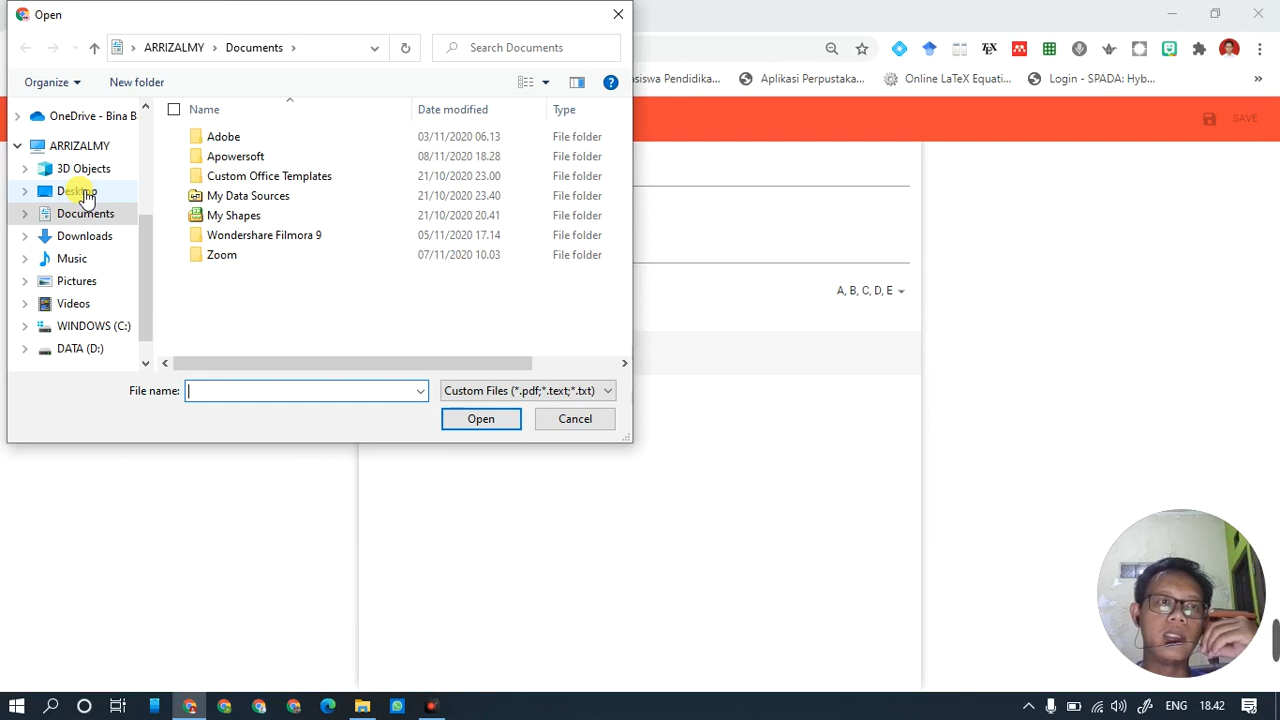 Open
ARRIZALMY
Documents
Search Documents
asiswa Pendidika...
Aplikasi Perpustaka...
Online LaTeX Equati...
Login - SPADA: Hyb...
»
Organize
New folder
SAVE
Name
Date modified
Type
OneDrive - Bina B
ARRIZALMY
3D Objects
Desktop
Documents
Downloads
Music
Pictures
Videos
WINDOWS (C:)
DATA (D:)
Adobe 03/11/2020 06.13 File folder
Apowersoft 08/11/2020 18.28 File folder
Custom Office Templates 21/10/2020 23.00 File folder
My Data Sources 21/10/2020 23.40 File folder
My Shapes 21/10/2020 20.41 File folder
Wondershare Filmora 9 05/11/2020 17.14 File folder
Zoom 07/11/2020 10.03 File folder
A, B, C, D, E
File name:
Custom Files (*.pdf;*.text;*.txt)
Open
Cancel
ENG
18.42